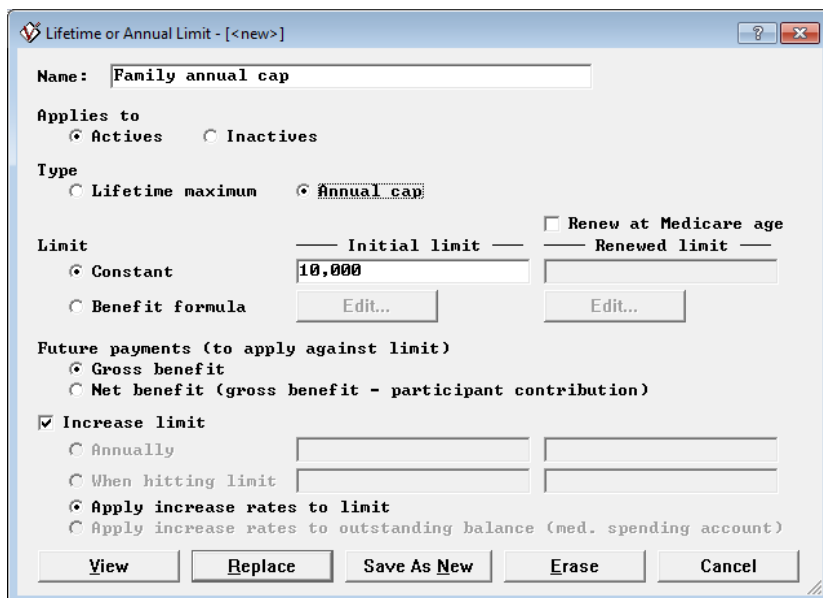 Lifetime or Annual Limit - [<new>]
Name: Family annual cap
Applies to
Actives Inactives
Type
Lifetime maximum Annual cap
Renew at Medicare age
Limit Initial limit Renewed limit
Constant 10,000
Benefit formula Edit... Edit...
Future payments (to apply against limit)
Gross benefit
Net benefit (gross benefit - participant contribution)
Increase limit
Annually
When hitting limit
Apply increase rates to limit
Apply increase rates to outstanding balance (med. spending account)
View Replace Save As New Erase Cancel